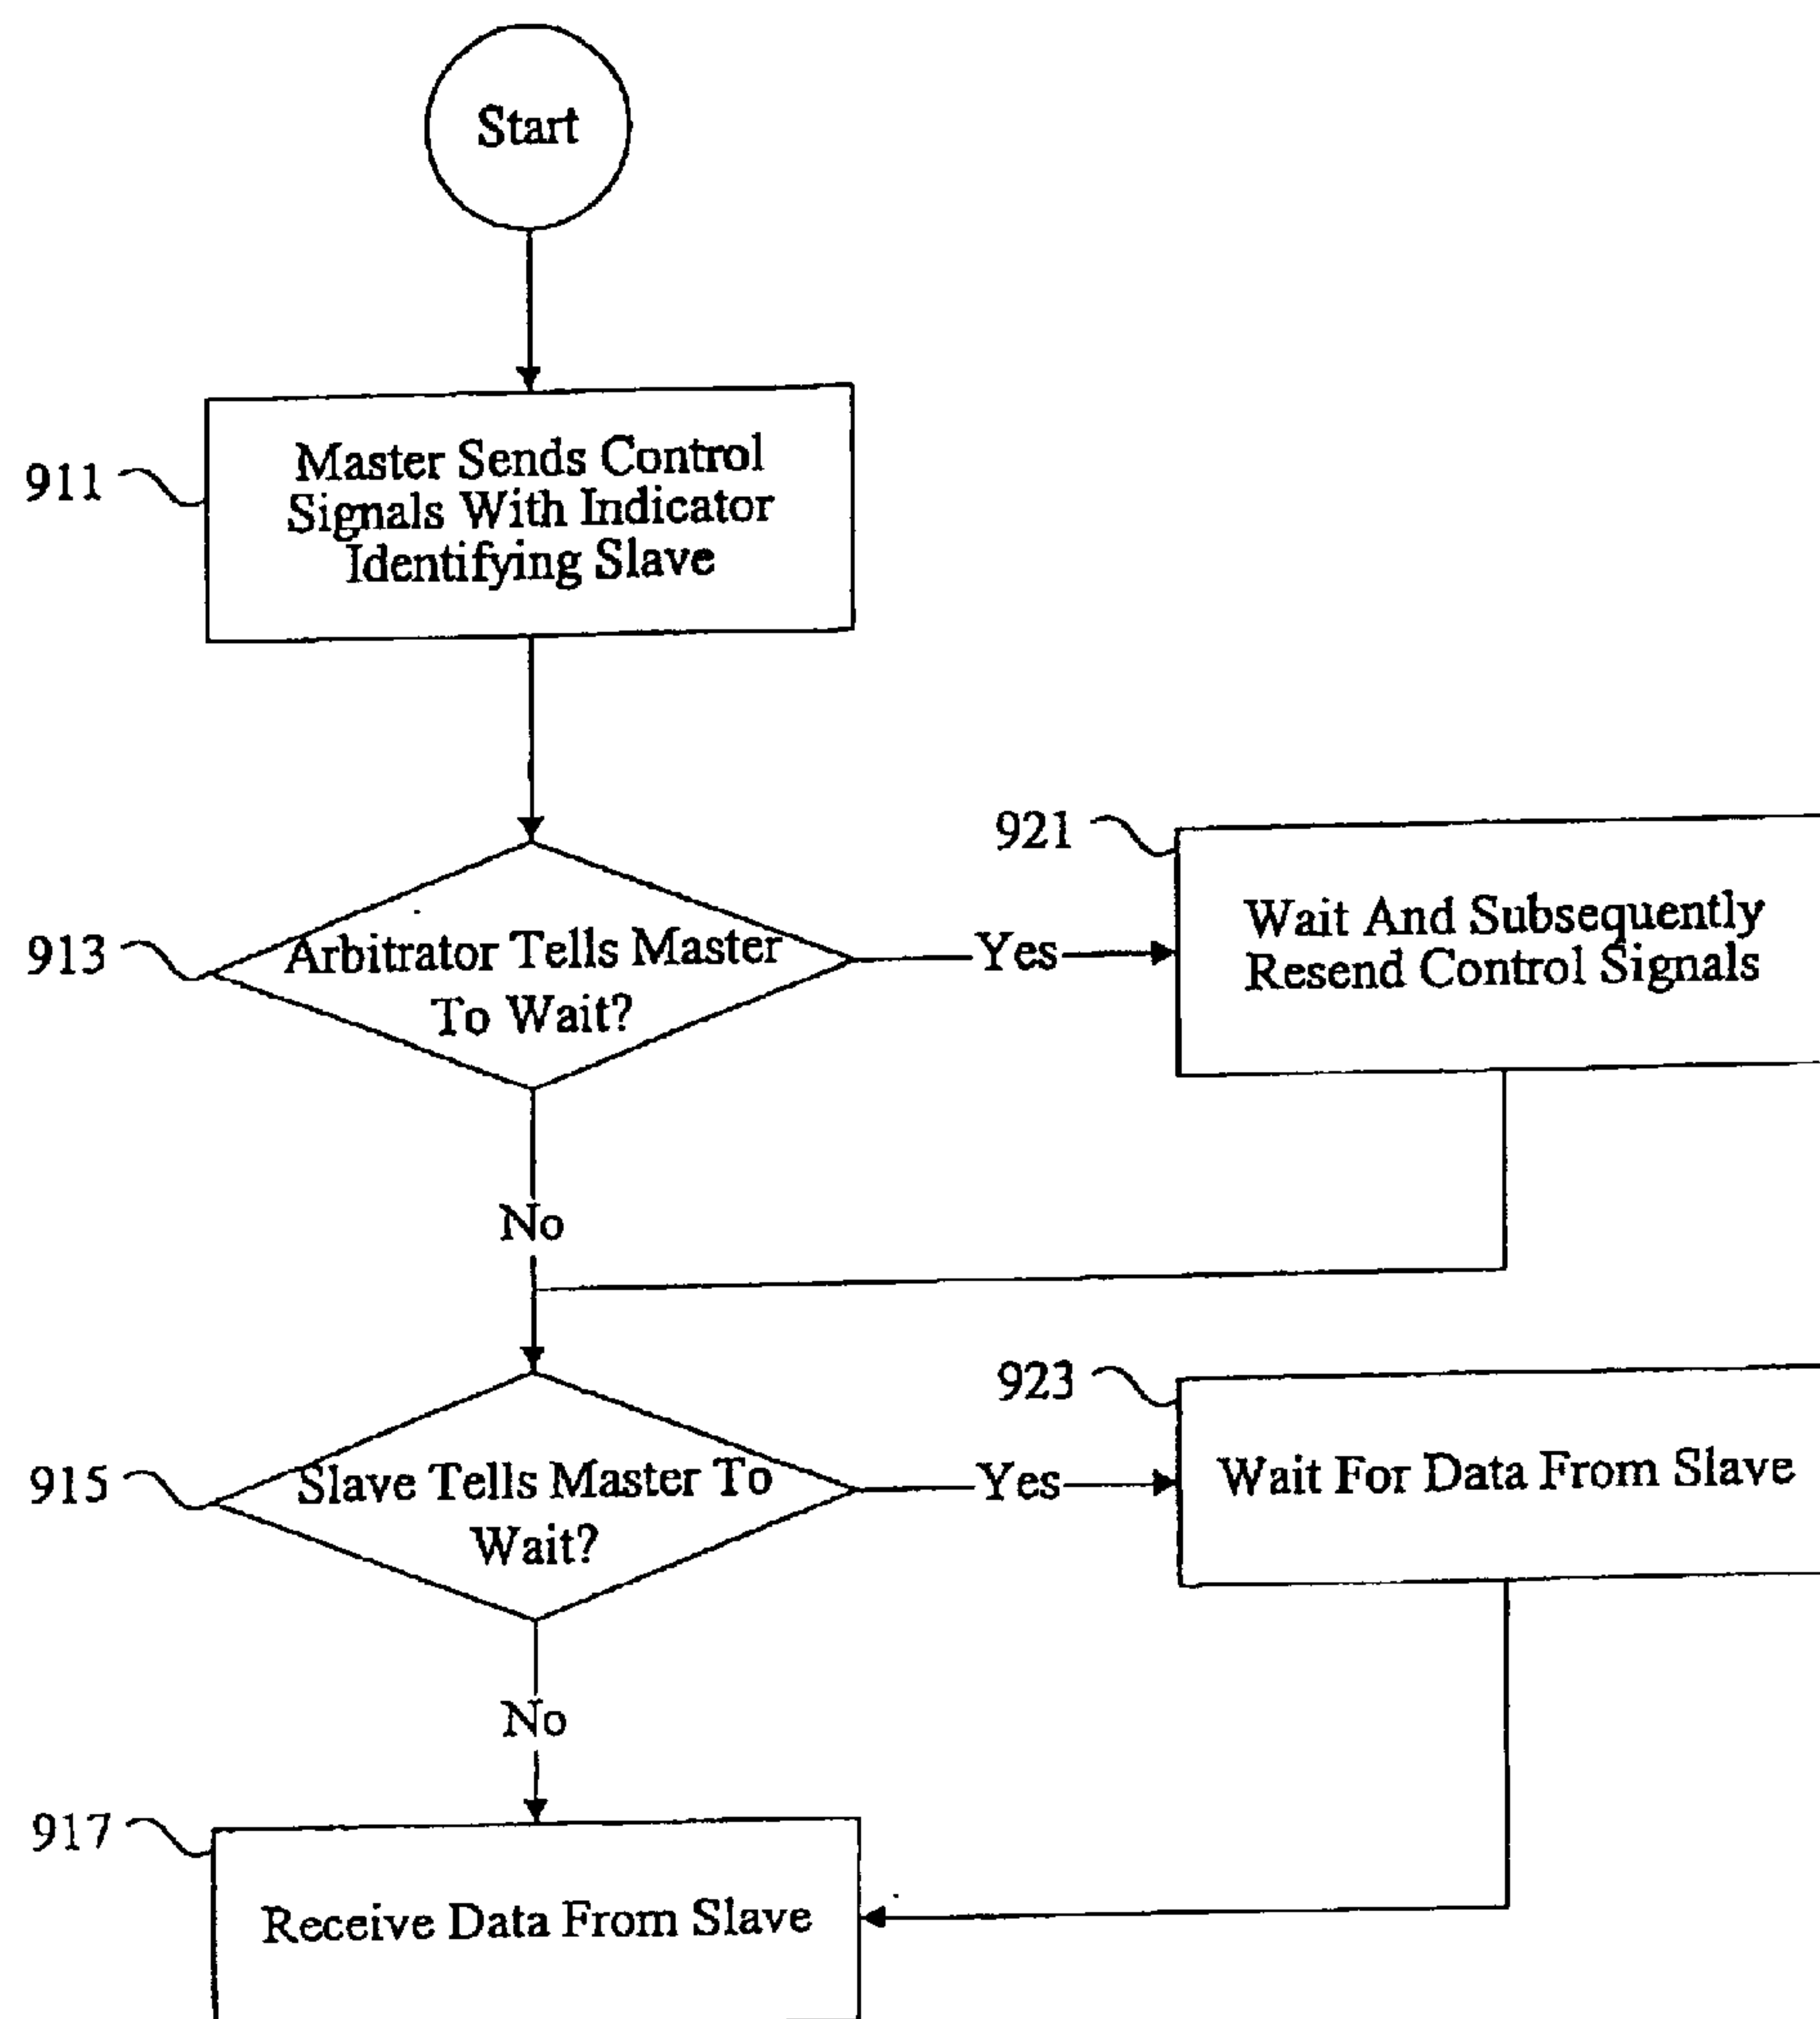 Start
911
Master Sends Control
Signals With Indicator
Identifying Slave
913
Arbitrator Tells Master
To Wait?
Yes
921
Wait And Subsequently
Resend Control Signals
No
915
Slave Tells Master To
Wait?
Yes
923
Wait For Data From Slave
No
917
Receive Data From Slave